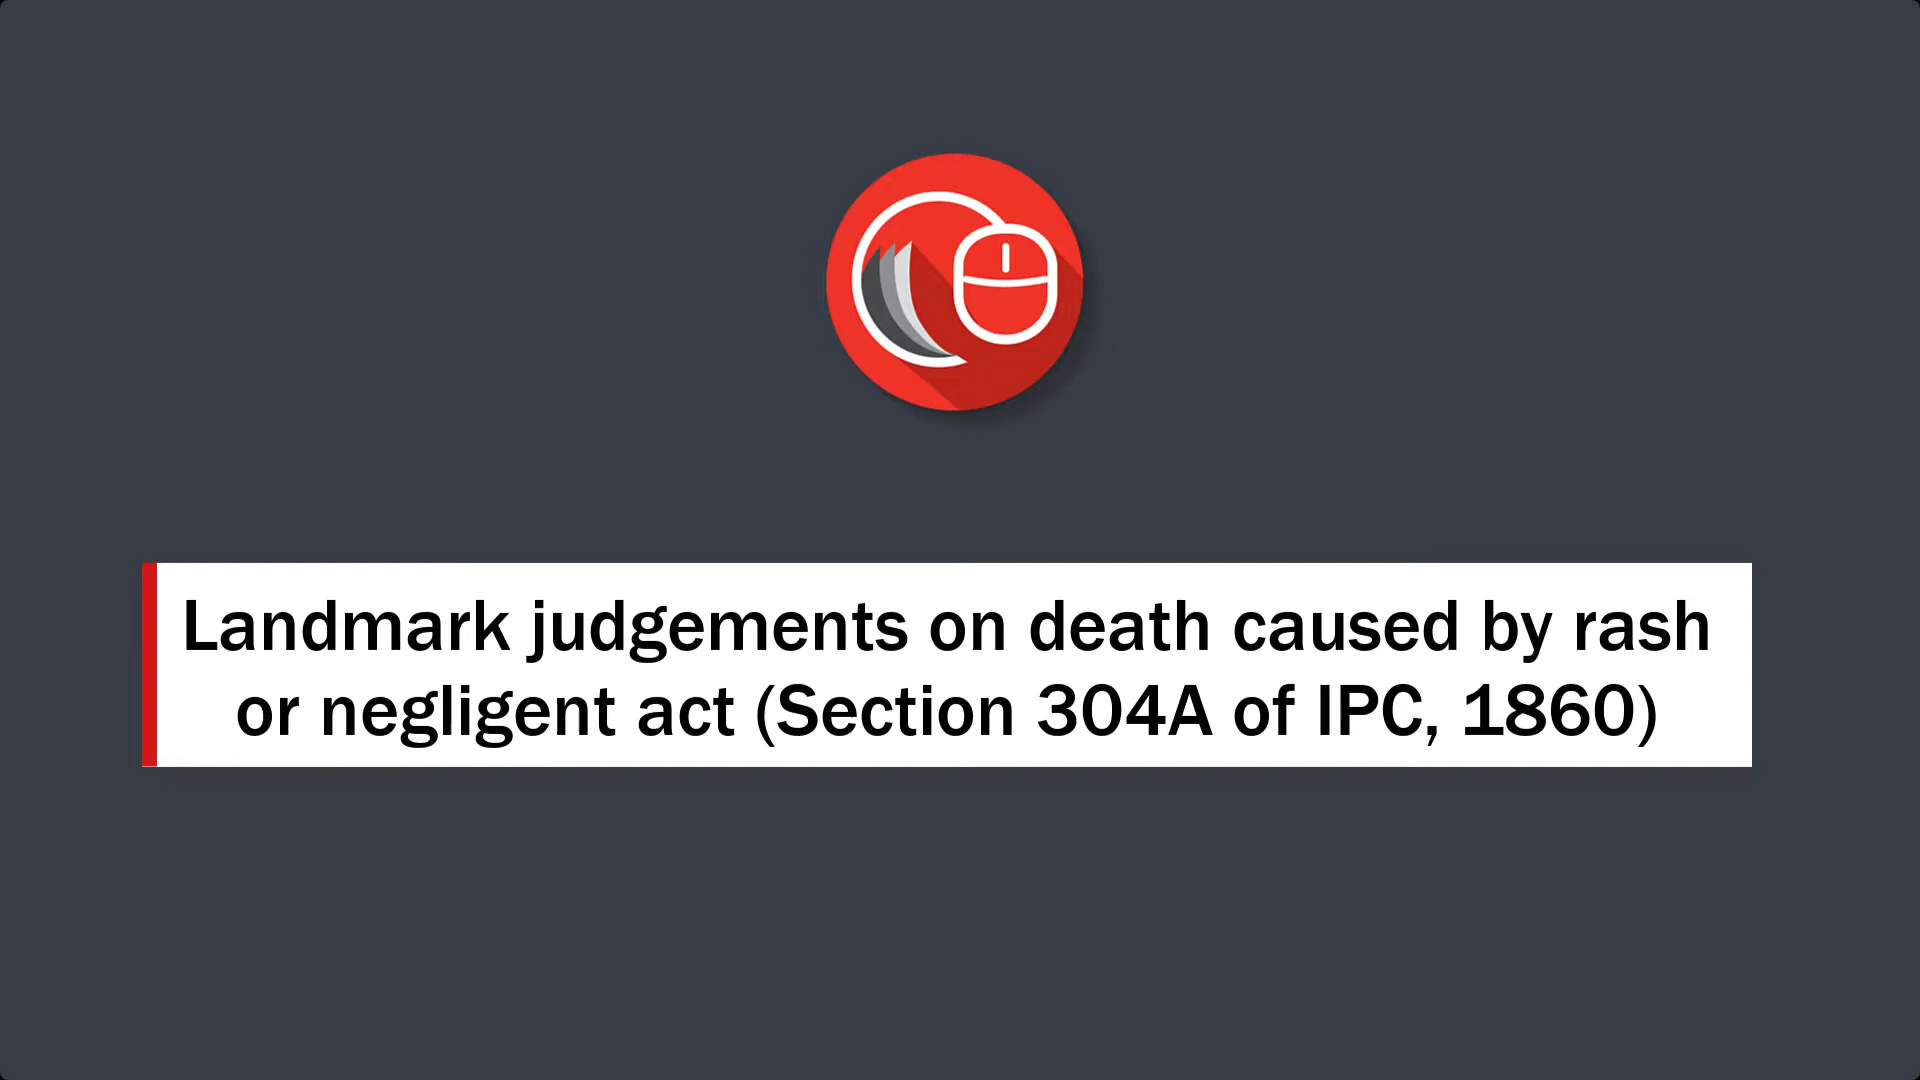 Landmark judgements on death caused by rash
or negligent act (Section 304A of IPC, 1860)